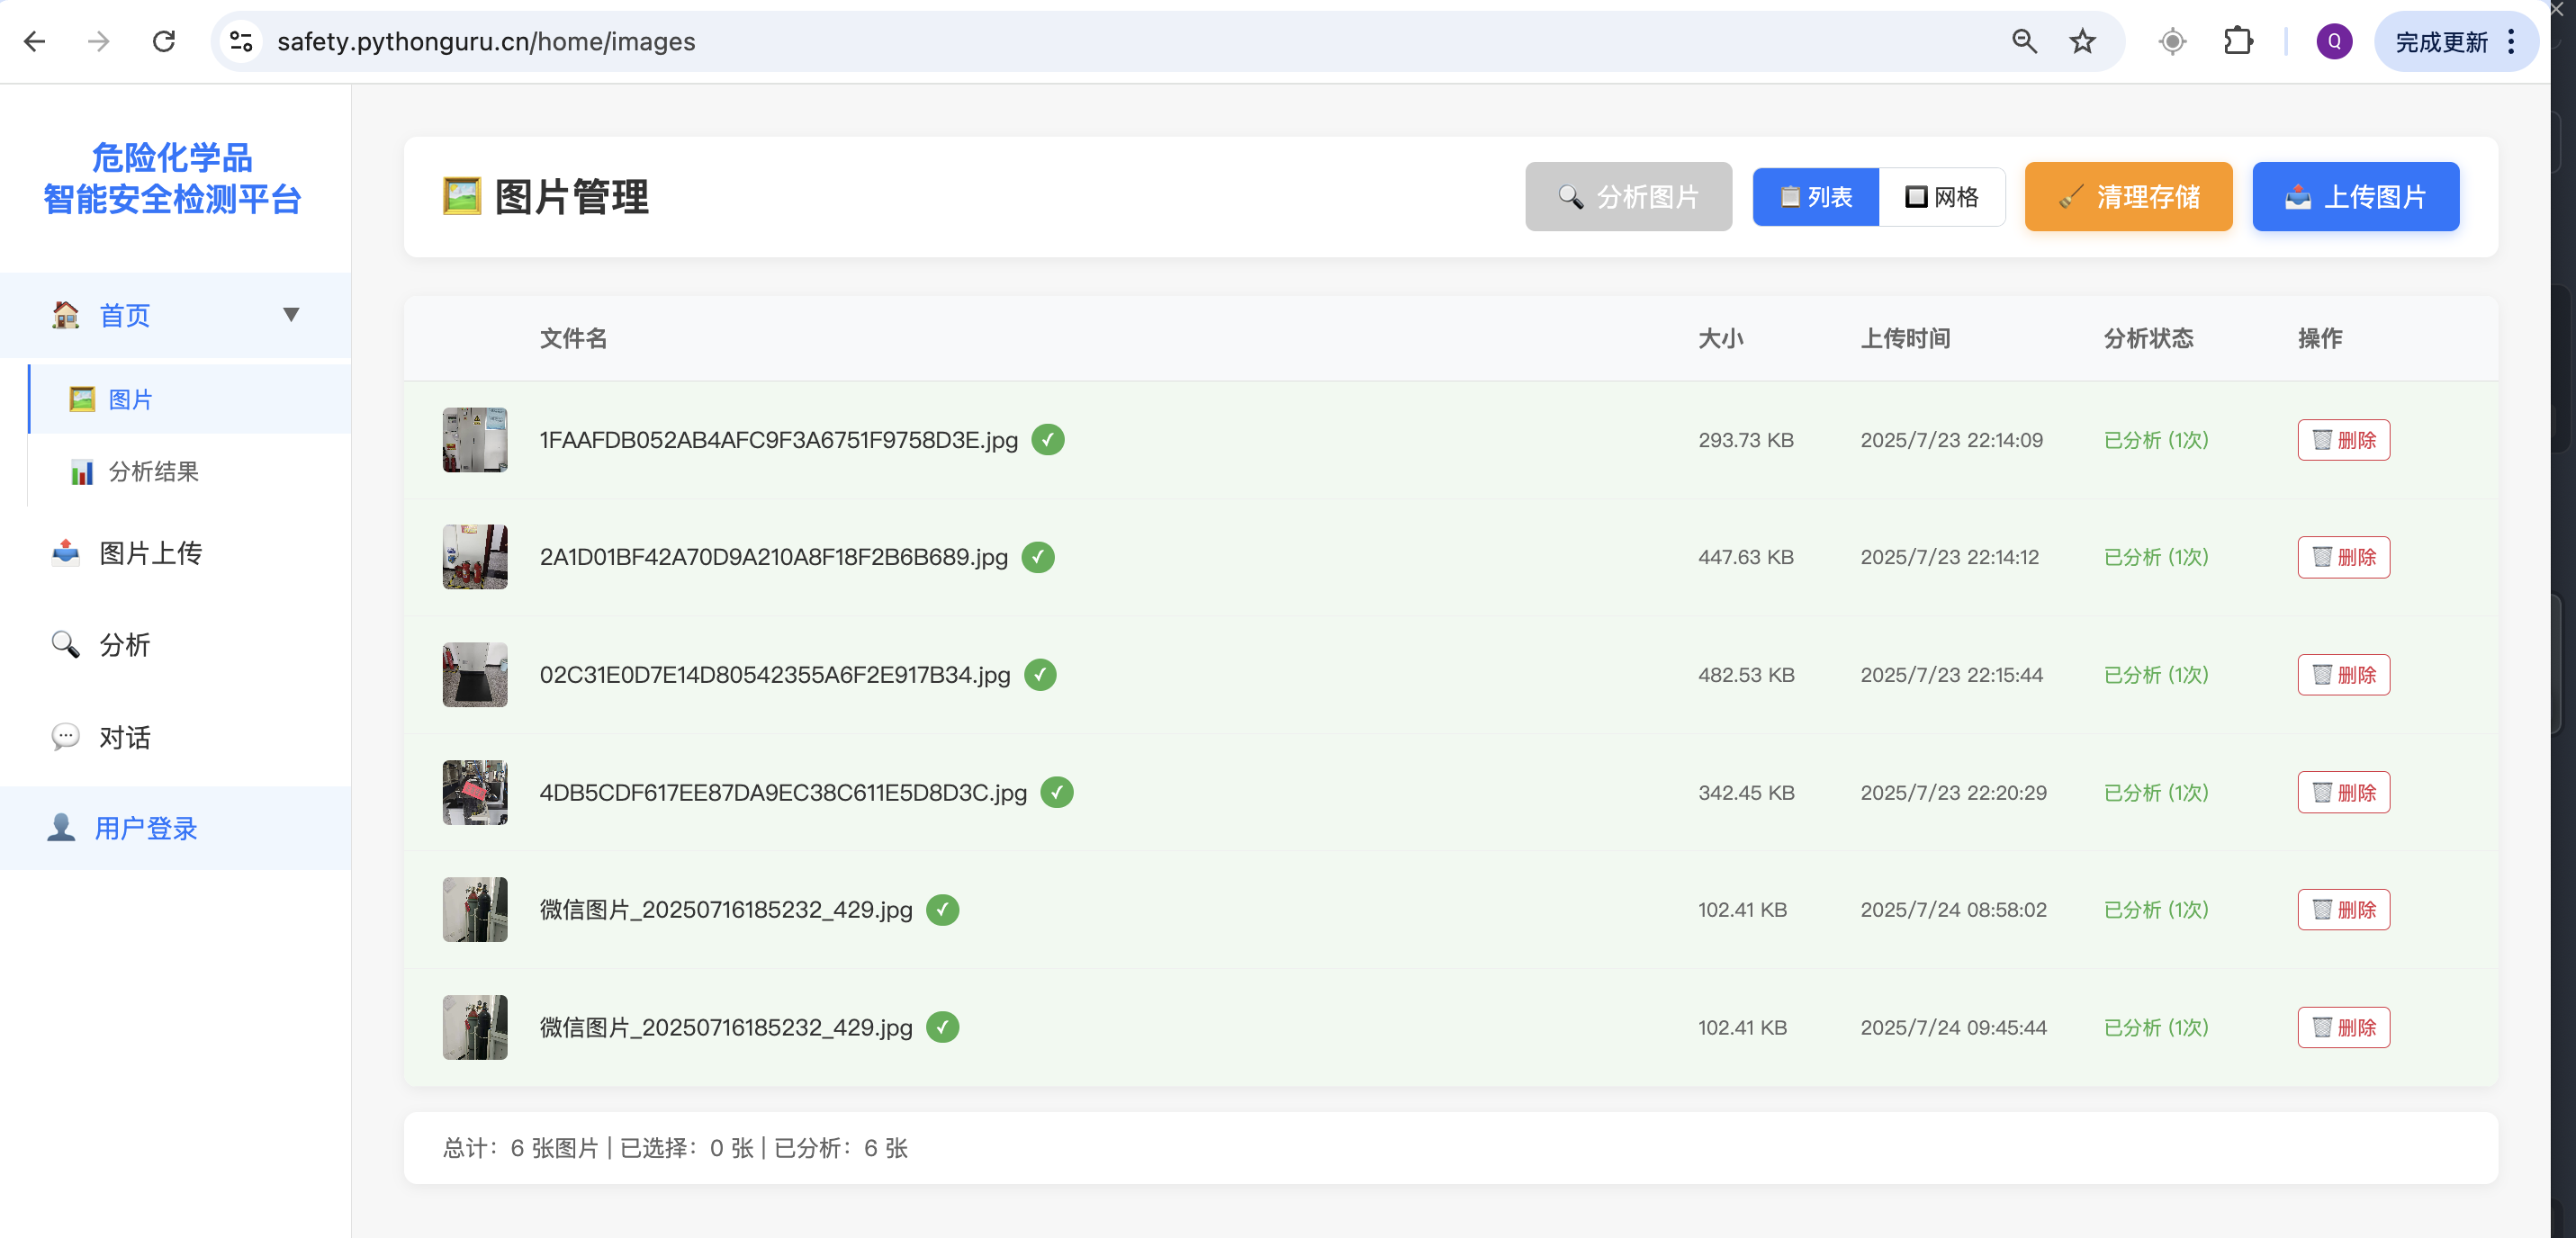 safety.pythonguru.cn/home/images
Q
完成更新
危险化学品
智能安全检测平台
首页
图片
分析结果
图片上传
分析
对话
用户登录
图片管理
分析图片
列表
网格
清理存储
上传图片
文件名 大小 上传时间 分析状态 操作
1FAAFDB052AB4AFC9F3A6751F9758D3E.jpg 293.73 KB 2025/7/23 22:14:09 已分析 (1次) 删除
2A1D01BF42A70D9A210A8F18F2B6B689.jpg 447.63 KB 2025/7/23 22:14:12 已分析 (1次) 删除
02C31E0D7E14D80542355A6F2E917B34.jpg 482.53 KB 2025/7/23 22:15:44 已分析 (1次) 删除
4DB5CDF617EE87DA9EC38C611E5D8D3C.jpg 342.45 KB 2025/7/23 22:20:29 已分析 (1次) 删除
微信图片_20250716185232_429.jpg 102.41 KB 2025/7/24 08:58:02 已分析 (1次) 删除
微信图片_20250716185232_429.jpg 102.41 KB 2025/7/24 09:45:44 已分析 (1次) 删除
总计：6 张图片 | 已选择：0 张 | 已分析：6 张